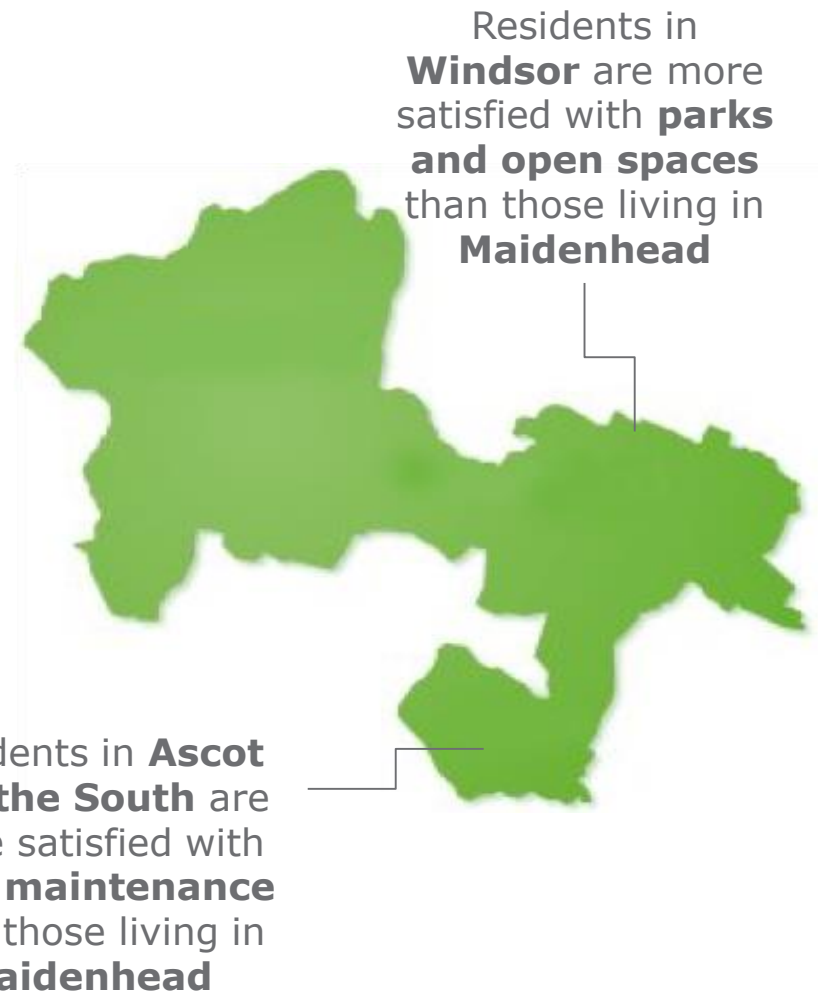 Residents in
Windsor are more
satisfied with parks
and open spaces
than those living in
Maidenhead
dents in Ascot
the South are
satisfied with
maintenance
those living in
aidenhead